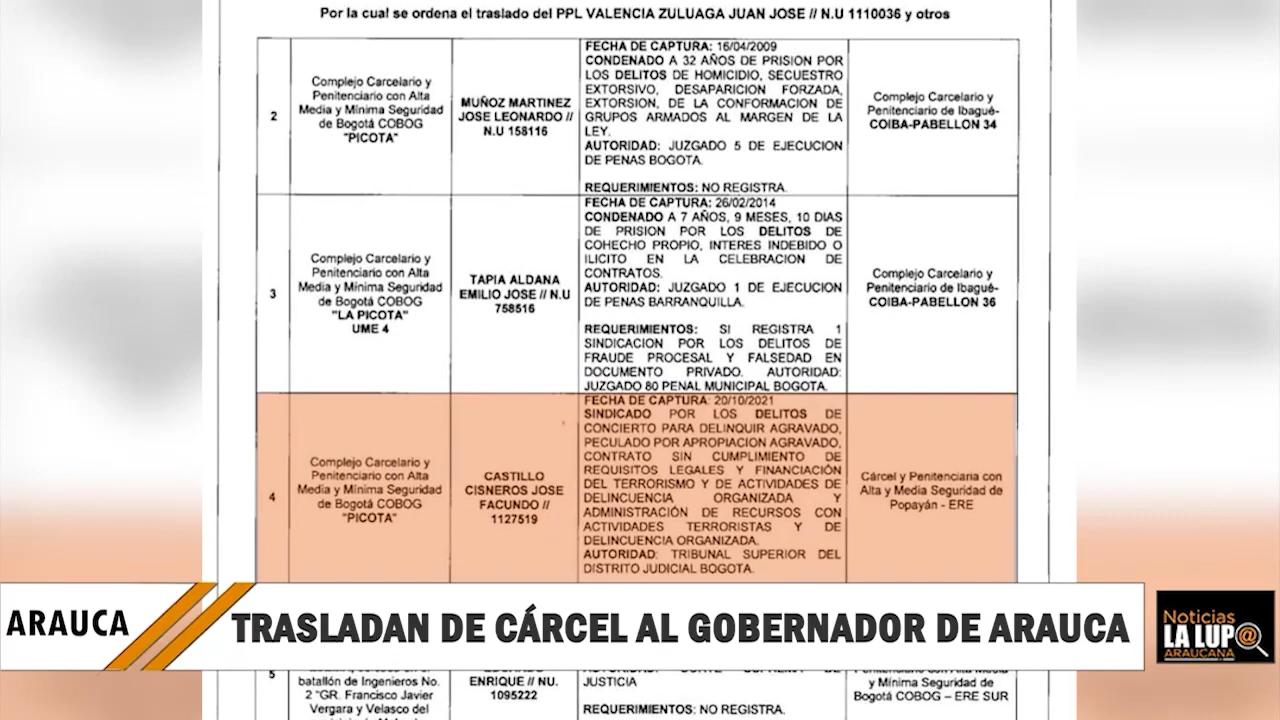 Por la cual se ordena el traslado del PPL VALENCIA ZULUAGA JUAN JOSE // N.U 1110036 y otros
2
Complejo Carcelario y
Penitenciario con Alta
Media y Mínima Seguridad
de Bogotá COBOG
"PICOTA"
MUÑOZ MARTINEZ
JOSE LEONARDO //
N.U 158116
FECHA DE CAPTURA: 16/04/2009
CONDENADO A 32 AÑOS DE PRISION POR
LOS DELITOS DE HOMICIDIO, SECUESTRO
EXTORSIVO, DESAPARICION FORZADA,
EXTORSION, DE LA CONFORMACION DE
GRUPOS ARMADOS AL MARGEN DE LA
LEY.
AUTORIDAD: JUZGADO 5 DE EJECUCION
DE PENAS BOGOTA.
REQUERIMIENTOS: NO REGISTRA.
Complejo Carcelario y
Penitenciario de Ibagué-
COIBA-PABELLON 34
3
Complejo Carcelario y
Penitenciario con Alta
Media y Mínima Seguridad
de Bogotá COBOG
"LA PICOTA"
UME 4
TAPIA ALDANA
EMILIO JOSE // N.U
758516
FECHA DE CAPTURA: 26/02/2014
CONDENADO A 7 AÑOS, 9 MESES, 10 DIAS
DE PRISION POR LOS DELITOS DE
COHECHO PROPIO, INTERES INDEBIDO O
ILICITO EN LA CELEBRACION DE
CONTRATOS.
AUTORIDAD: JUZGADO 1 DE EJECUCION
DE PENAS BARRANQUILLA.
REQUERIMIENTOS: SI REGISTRA 1
SINDICACION POR LOS DELITOS DE
FRAUDE PROCESAL Y FALSEDAD EN
DOCUMENTO PRIVADO. AUTORIDAD:
JUZGADO 80 PENAL MUNICIPAL BOGOTA.
Complejo Carcelario y
Penitenciario de Ibagué-
COIBA-PABELLON 36
4
Complejo Carcelario y
Penitenciario con Alta
Media y Mínima Seguridad
de Bogotá COBOG
"PICOTA"
CASTILLO
CISNEROS JOSE
FACUNDO //
1127519
FECHA DE CAPTURA: 20/10/2021
SINDICADO POR LOS DELITOS DE
CONCIERTO PARA DELINQUIR AGRAVADO,
PECULADO POR APROPIACION AGRAVADO,
CONTRATO SIN CUMPLIMIENTO DE
REQUISITOS LEGALES Y FINANCIACIÓN
DEL TERRORISMO Y DE ACTIVIDADES DE
DELINCUENCIA ORGANIZADA Y
ADMINISTRACIÓN DE RECURSOS CON
ACTIVIDADES TERRORISTAS Y DE
DELINCUENCIA ORGANIZADA.
AUTORIDAD: TRIBUNAL SUPERIOR DEL
DISTRITO JUDICIAL BOGOTA.
Cárcel y Penitenciaria con
Alta y Media Seguridad de
Popayán - ERE
ARAUCA
TRASLADAN DE CÁRCEL AL GOBERNADOR DE ARAUCA
Noticias
LA LUP@
ARAUCANA
5
batallón de Ingenieros No.
2 "GR. Francisco Javier
Vergara y Velasco del
ENRIQUE // NU.
1095222
JUSTICIA
REQUERIMIENTOS: NO REGISTRA.
y Mínima Seguridad de
Bogotá COBOG – ERE SUR